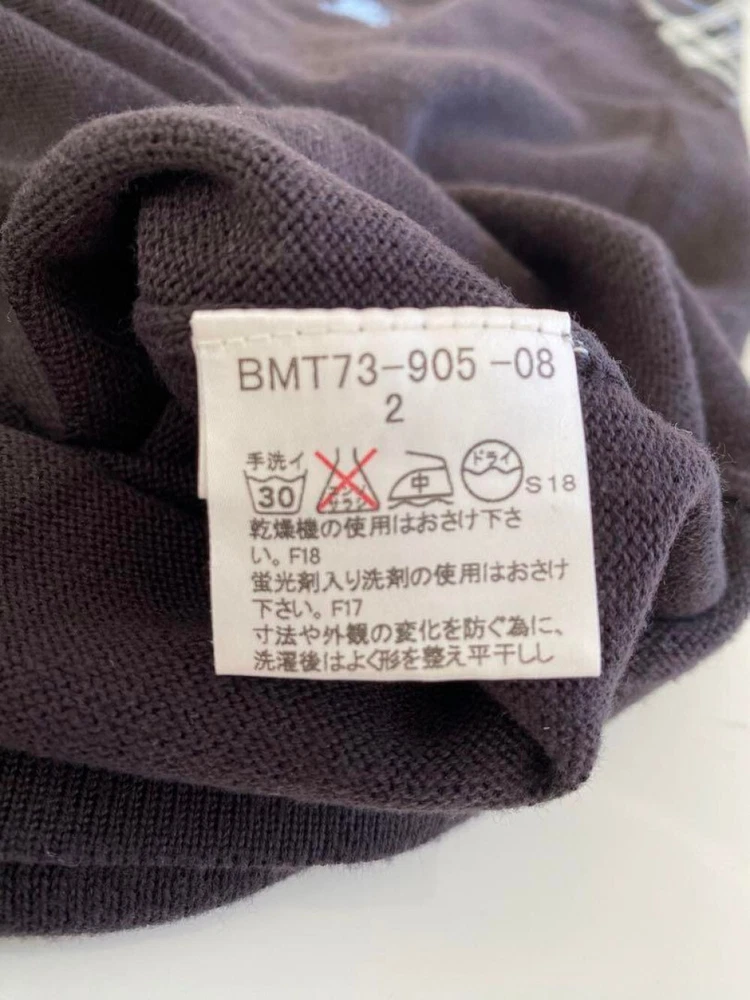 BMT73-905-08
2
手洗イ
30
エンソ
サラシ
中
ドライ
S18
乾燥機の使用はおさけ下さ
い。F18
蛍光剤入り洗剤の使用はおさけ
下さい。F17
寸法や外観の変化を防ぐ為に、
洗濯後はよく形を整え平干しし